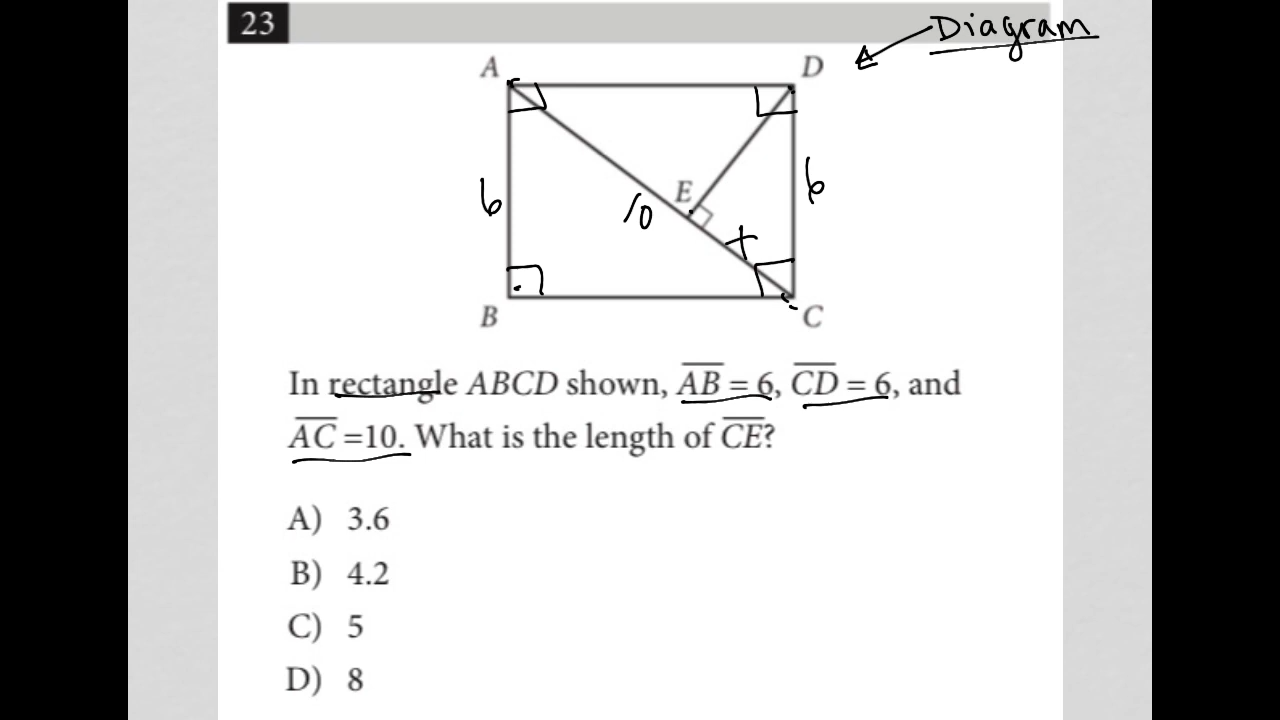 23
Diagram
A
D
6
E
6
10
x
B
C
In rectangle ABCD shown, AB = 6, CD = 6, and
AC =10. What is the length of CE?
A) 3.6
B) 4.2
C) 5
D) 8